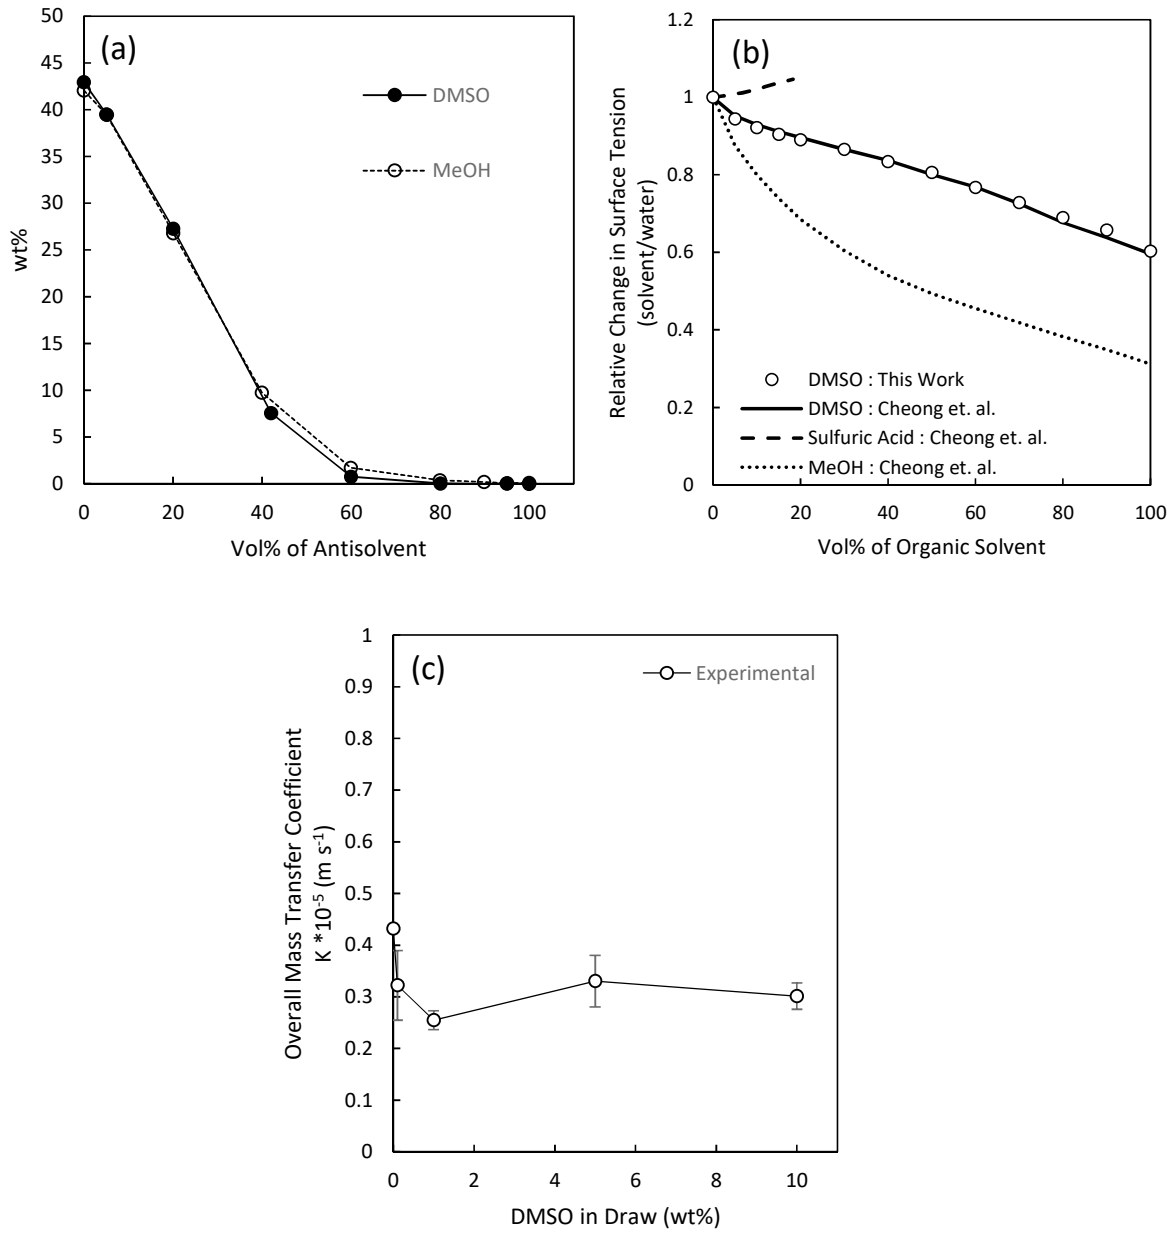 (a)
50
45
40
35
30
25
20
15
10
5
0
wt%
0 20 40 60 80 100
Vol% of Antisolvent
DMSO
MeOH
(b)
1.2
1
0.8
0.6
0.4
0.2
0
Relative Change in Surface Tension
(solvent/water)
0 20 40 60 80 100
Vol% of Organic Solvent
DMSO : This Work
DMSO : Cheong et. al.
Sulfuric Acid : Cheong et. al.
MeOH : Cheong et. al.
(c)
1
0.9
0.8
0.7
0.6
0.5
0.4
0.3
0.2
0.1
0
Overall Mass Transfer Coefficient
K *10⁻⁵ (m s⁻¹)
0 2 4 6 8 10
DMSO in Draw (wt%)
Experimental